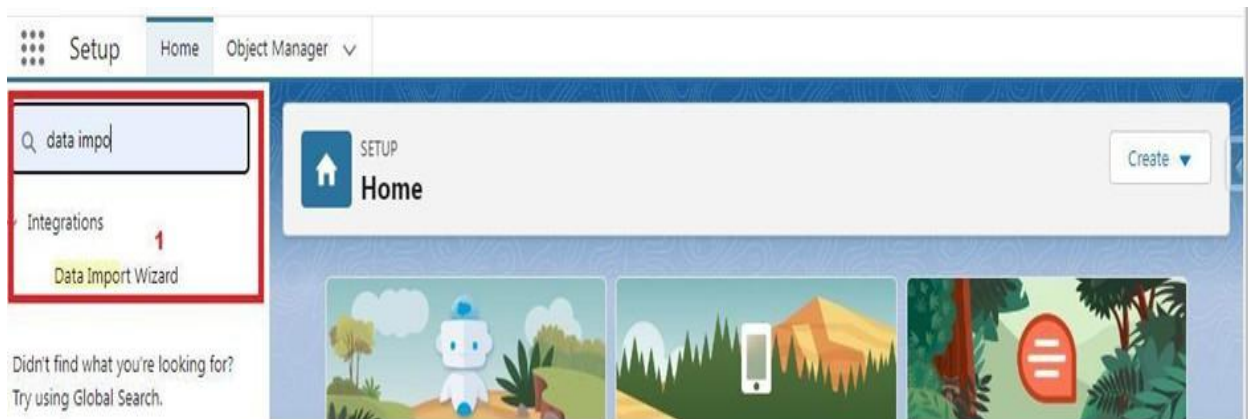 Setup Home Object Manager
data impo
Integrations
1
Data Import Wizard
Didn't find what you're looking for?
Try using Global Search.
SETUP
Home
Create